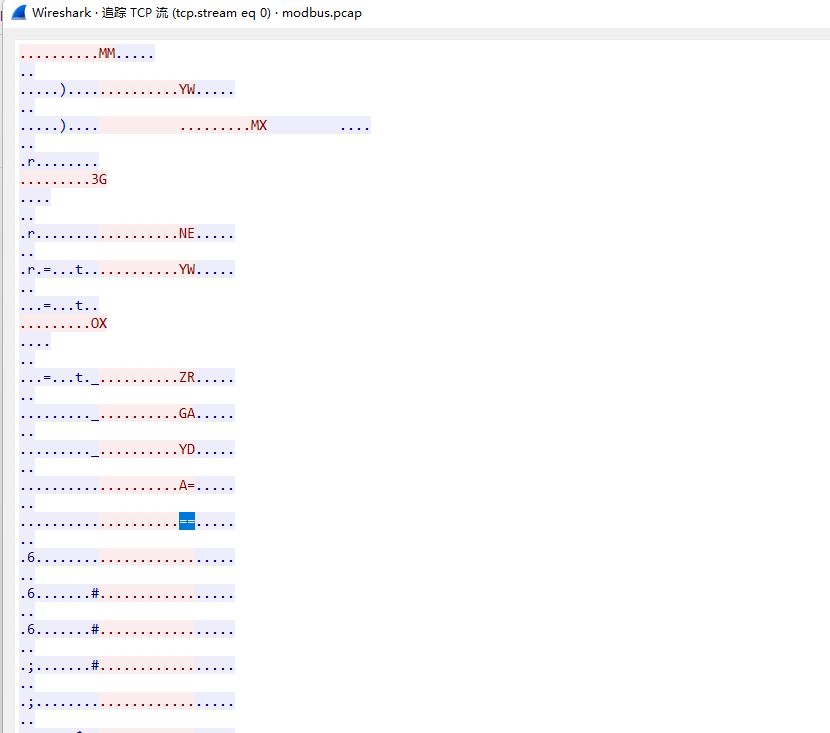 Wireshark · 追踪 TCP 流 (tcp.stream eq 0) · modbus.pcap
..........MM.....
..
.....)..............YW.....
..
.....)....          .........MX         ....
..
.r........
.........3G
....
..
.r..................NE.....
..
.r.=...t............YW.....
..
...=...t..
.........OX
....
..
...=...t._..........ZR.....
..
........._..........GA.....
..
........._..........YD.....
..
....................A=.....
..
....................==.....
..
.6.........................
..
.6.......#.................
..
.6.......#.................
..
.;.......#.................
..
.;.........................
..